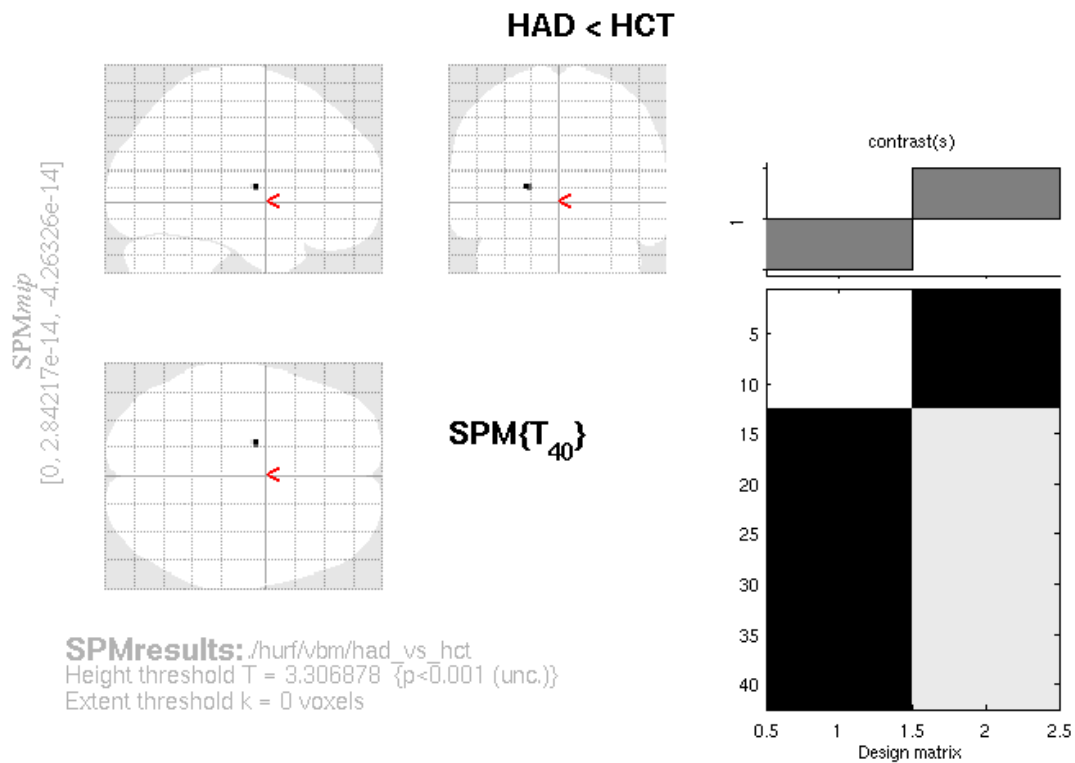 HAD < HCT
SPMmip
[0, 2.84217e-14, -4.26326e-14]
<
<
<
SPM{T40}
SPMresults: ./hurf/vbm/had_vs_hct
Height threshold T = 3.306878 {p<0.001 (unc.)}
Extent threshold k = 0 voxels
contrast(s)
1
5
10
15
20
25
30
35
40
0.5 1 1.5 2 2.5
Design matrix